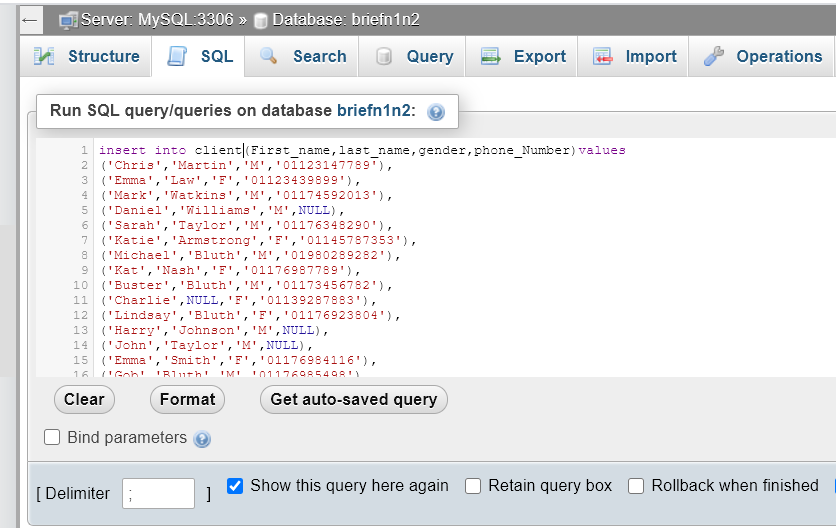 ← Server: MySQL:3306 » Database: briefn1n2
Structure SQL Search Query Export Import Operations
Run SQL query/queries on database briefn1n2:
1 insert into client(First_name,last_name,gender,phone_Number)values
2 ('Chris','Martin','M','01123147789'),
3 ('Emma','Law','F','01123439899'),
4 ('Mark','Watkins','M','01174592013'),
5 ('Daniel','Williams','M',NULL),
6 ('Sarah','Taylor','M','01176348290'),
7 ('Katie','Armstrong','F','01145787353'),
8 ('Michael','Bluth','M','01980289282'),
9 ('Kat','Nash','F','01176987789'),
10 ('Buster','Bluth','M','01173456782'),
11 ('Charlie',NULL,'F','01139287883'),
12 ('Lindsay','Bluth','F','01176923804'),
13 ('Harry','Johnson','M',NULL),
14 ('John','Taylor','M',NULL),
15 ('Emma','Smith','F','01176984116'),
16 ('Gob','Bluth','M','01176985498')
Clear Format Get auto-saved query
Bind parameters
[ Delimiter ; ] Show this query here again Retain query box Rollback when finished